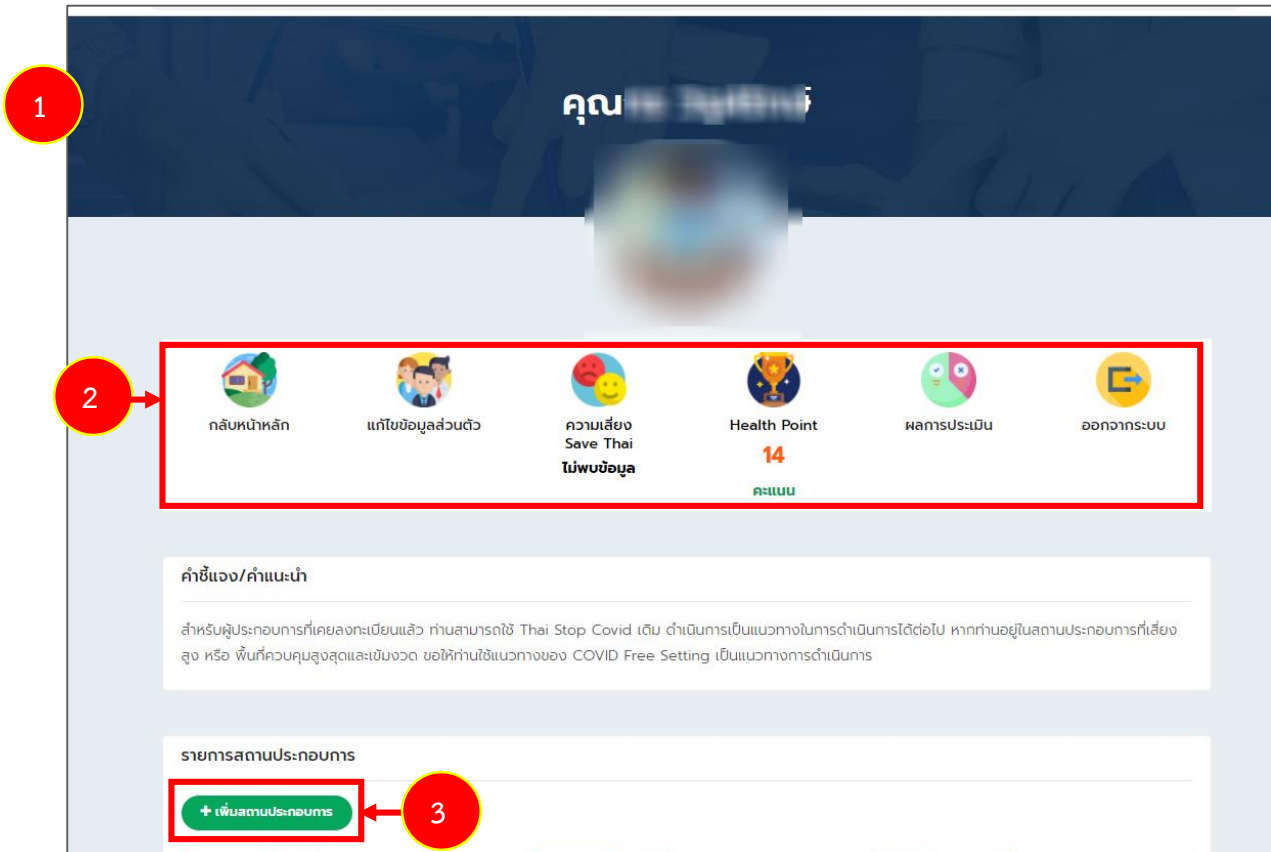 1
คุณ
2
กลับหน้าหลัก
แก้ไขข้อมูลส่วนตัว
ความเสี่ยง
Save Thai
ไม่พบข้อมูล
Health Point
14
คะแนน
ผลการประเมิน
ออกจากระบบ
คำชี้แจง/คำแนะนำ
สำหรับผู้ประกอบการที่เคยลงทะเบียนแล้ว ท่านสามารถใช้ Thai Stop Covid เดิม ดำเนินการเป็นแนวทางในการดำเนินการได้ต่อไป หากท่านอยู่ในสถานประกอบการที่เสี่ยง
สูง หรือ พื้นที่ควบคุมสูงสุดและเข้มงวด ขอให้ท่านใช้แนวทางของ COVID Free Setting เป็นแนวทางการดำเนินการ
รายการสถานประกอบการ
+ เพิ่มสถานประกอบการ
3